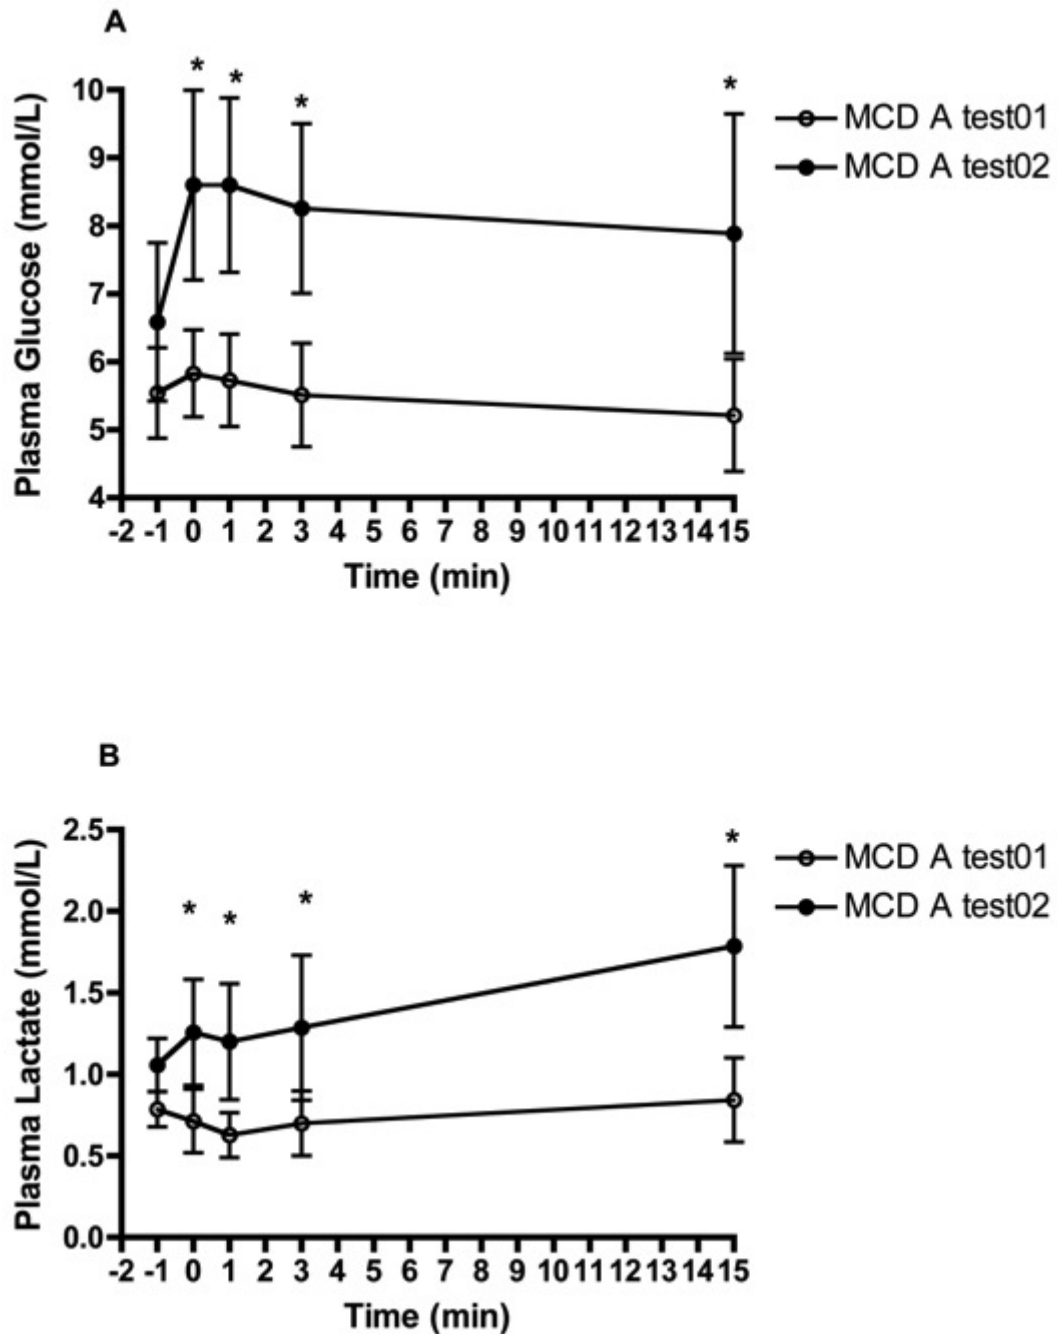 A
Plasma Glucose (mmol/L)
10
9
8
7
6
5
4
* * * *
MCD A test01
MCD A test02
-2 -1 0 1 2 3 4 5 6 7 8 9 10 11 12 13 14 15
Time (min)
B
Plasma Lactate (mmol/L)
2.5
2.0
1.5
1.0
0.5
0.0
* * * *
MCD A test01
MCD A test02
-2 -1 0 1 2 3 4 5 6 7 8 9 10 11 12 13 14 15
Time (min)